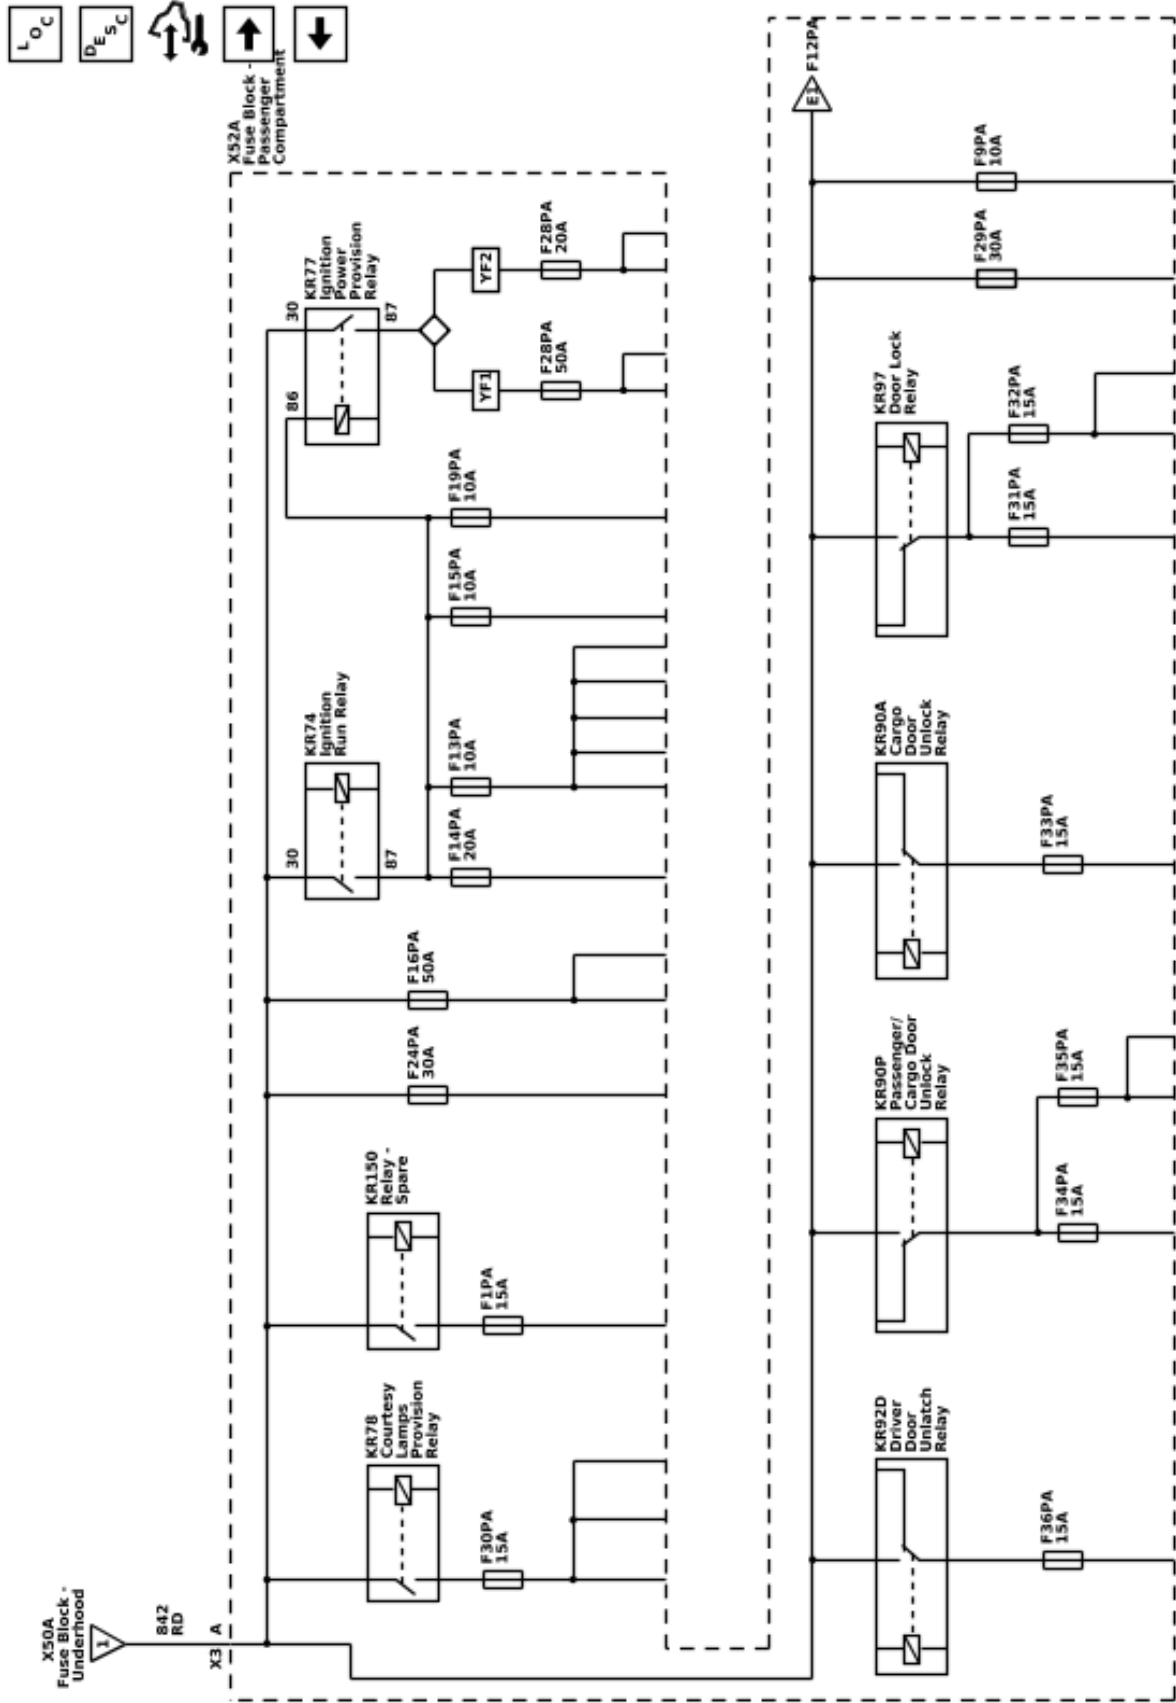 LOC
DESC
X50A
Fuse Block -
Underhood
1
842
RD
X3 A
X52A
Fuse Block -
Passenger
Compartment
KR78
Courtesy
Lamps
Provision
Relay
F30PA
15A
KR150
Relay -
Spare
F1PA
15A
F24PA
30A
F16PA
50A
KR74
Ignition
Run Relay
30
87
F14PA
20A
F13PA
10A
F15PA
10A
F19PA
10A
KR77
Ignition
Power
Provision
Relay
86
30
87
YF1
YF2
F28PA
50A
F28PA
20A
KR92D
Driver
Door
Unlatch
Relay
F36PA
15A
KR90P
Passenger/
Cargo Door
Unlock
Relay
F34PA
15A
F35PA
15A
KR90A
Cargo
Door
Unlock
Relay
F33PA
15A
KR97
Door Lock
Relay
F31PA
15A
F32PA
15A
F29PA
30A
F9PA
10A
E1 F12PA